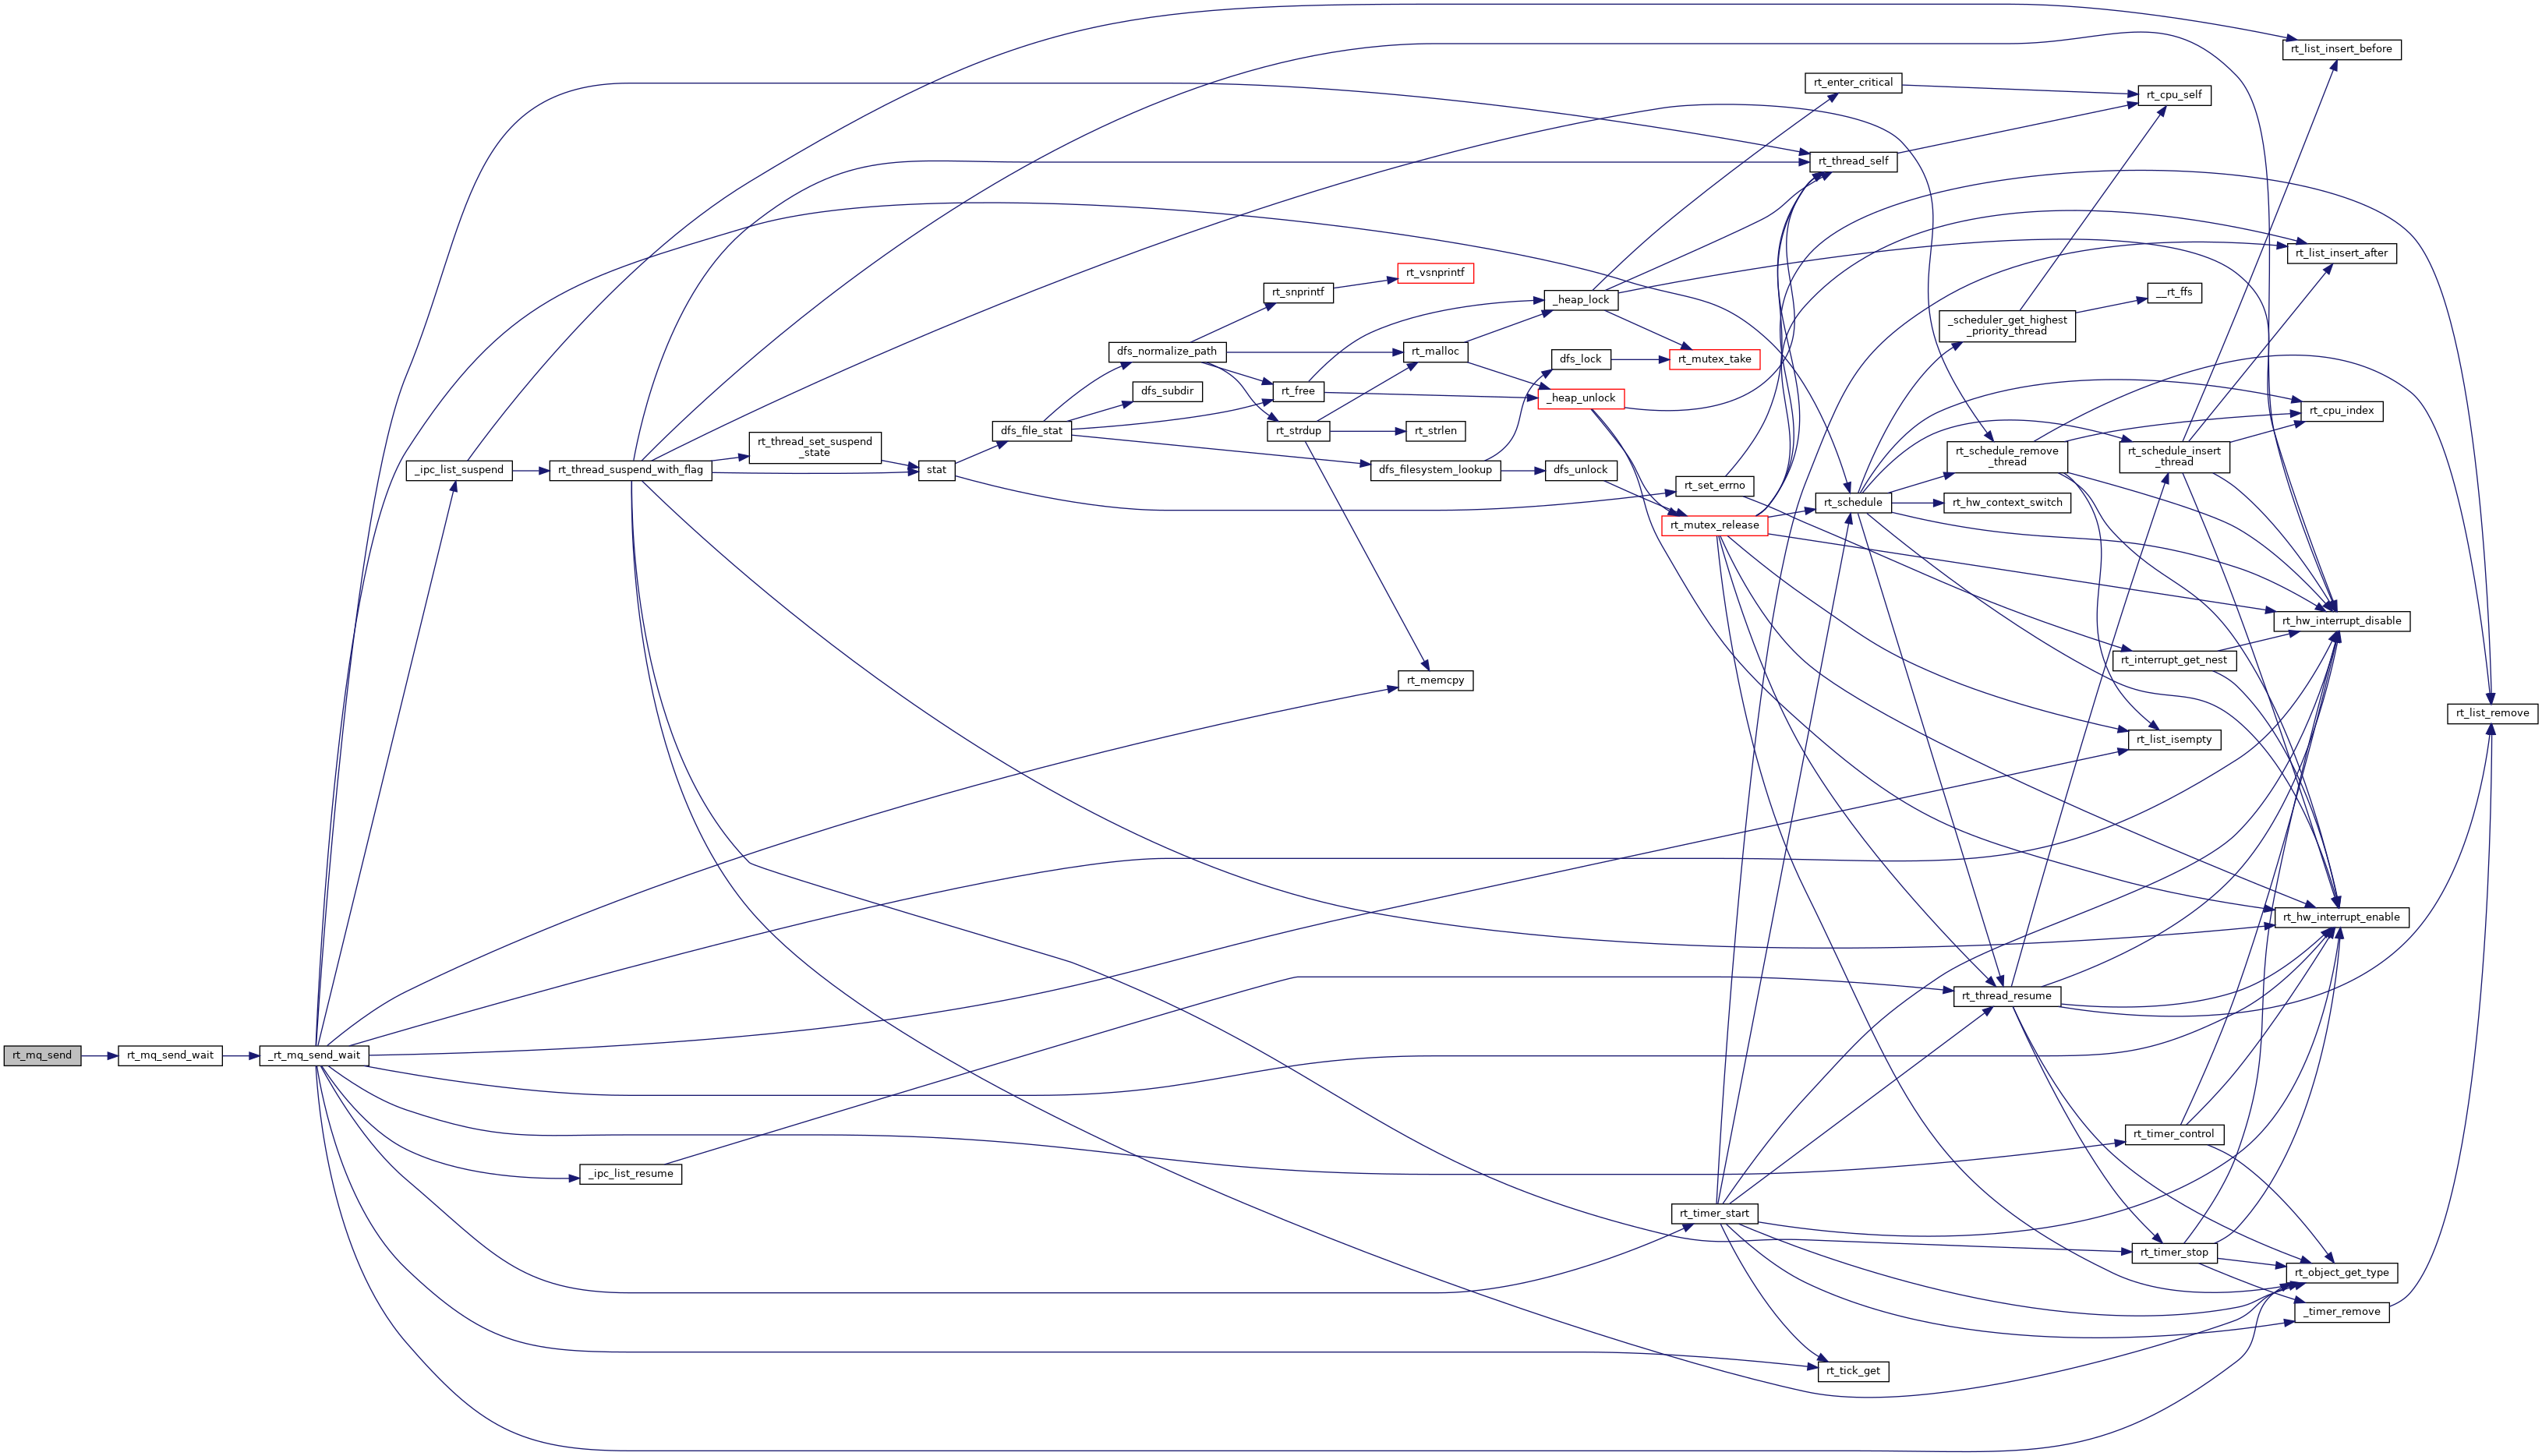 rt_mq_send
rt_mq_send_wait
_rt_mq_send_wait
_ipc_list_suspend
rt_thread_suspend_with_flag
_ipc_list_resume
rt_thread_set_suspend
_state
stat
dfs_file_stat
dfs_normalize_path
dfs_subdir
rt_snprintf
rt_free
rt_strdup
dfs_filesystem_lookup
rt_vsnprintf
rt_malloc
rt_strlen
rt_memcpy
_heap_lock
dfs_lock
_heap_unlock
dfs_unlock
rt_mutex_take
rt_set_errno
rt_mutex_release
rt_timer_start
rt_enter_critical
rt_thread_self
rt_schedule
rt_tick_get
_scheduler_get_highest
_priority_thread
rt_schedule_remove
_thread
rt_hw_context_switch
rt_thread_resume
rt_cpu_self
__rt_ffs
rt_schedule_insert
_thread
rt_interrupt_get_nest
rt_list_isempty
rt_timer_control
rt_timer_stop
rt_list_insert_before
rt_list_insert_after
rt_cpu_index
rt_hw_interrupt_disable
rt_hw_interrupt_enable
rt_object_get_type
_timer_remove
rt_list_remove